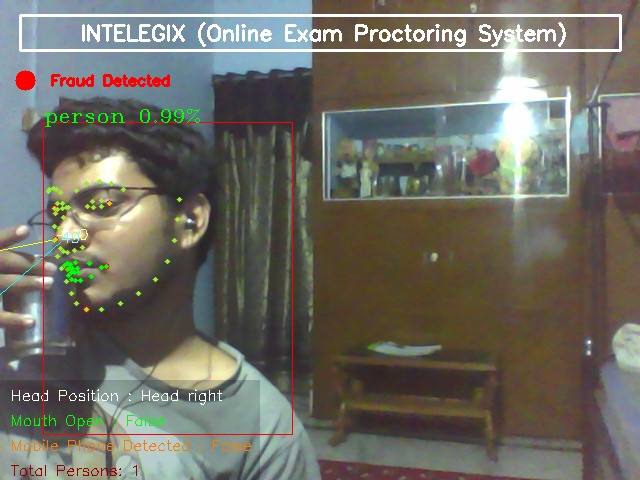 INTELEGIX (Online Exam Proctoring System)
Fraud Detected
person 0.99%
Head Position : Head right
Mouth Open : False
Mobile Phone Detected : False
Total Persons: 1